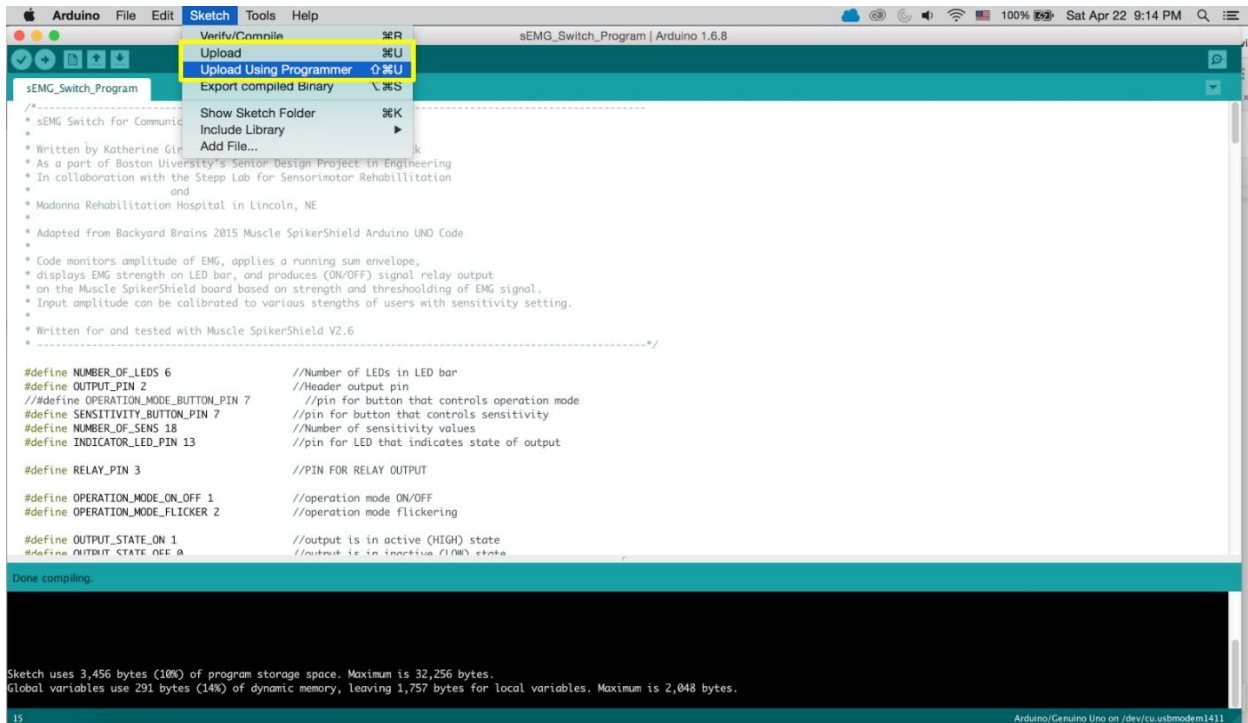 Arduino File Edit Sketch Tools Help 100% Sat Apr 22 9:14 PM
sEMG_Switch_Program | Arduino 1.6.8
Verify/Compile ⌘R
Upload ⌘U
Upload Using Programmer ⇧⌘U
Export compiled Binary ⌥⌘S
Show Sketch Folder ⌘K
Include Library ▶
Add File...
sEMG_Switch_Program
/*----------------------------------------------------------------------------------------------------
* sEMG Switch for Communic
*
* Written by Katherine Gir
* As a part of Boston Uiversity's Senior Design Project in Engineering
* In collaboration with the Stepp Lab for Sensorimotor Rehabillitation
* and
* Madonna Rehabilitation Hospital in Lincoln, NE
*
* Adapted from Backyard Brains 2015 Muscle SpikerShield Arduino UNO Code
*
* Code monitors amplitude of EMG, applies a running sum envelope,
* displays EMG strength on LED bar, and produces (ON/OFF) signal relay output
* on the Muscle SpikerShield board based on strength and threshoolding of EMG signal.
* Input amplitude can be calibrated to various stengths of users with sensitivity setting.
*
* Written for and tested with Muscle SpikerShield V2.6
* ----------------------------------------------------------------------------------------------------*/
#define NUMBER_OF_LEDS 6 //Number of LEDs in LED bar
#define OUTPUT_PIN 2 //Header output pin
//#define OPERATION_MODE_BUTTON_PIN 7 //pin for button that controls operation mode
#define SENSITIVITY_BUTTON_PIN 7 //pin for button that controls sensitivity
#define NUMBER_OF_SENS 18 //Number of sensitivity values
#define INDICATOR_LED_PIN 13 //pin for LED that indicates state of output
#define RELAY_PIN 3 //PIN FOR RELAY OUTPUT
#define OPERATION_MODE_ON_OFF 1 //operation mode ON/OFF
#define OPERATION_MODE_FLICKER 2 //operation mode flickering
#define OUTPUT_STATE_ON 1 //output is in active (HIGH) state
#define OUTPUT_STATE_OFF 0 //output is in inactive (LOW) state
Done compiling.
Sketch uses 3,456 bytes (10%) of program storage space. Maximum is 32,256 bytes.
Global variables use 291 bytes (14%) of dynamic memory, leaving 1,757 bytes for local variables. Maximum is 2,048 bytes.
15 Arduino/Genuino Uno on /dev/cu.usbmodem1411